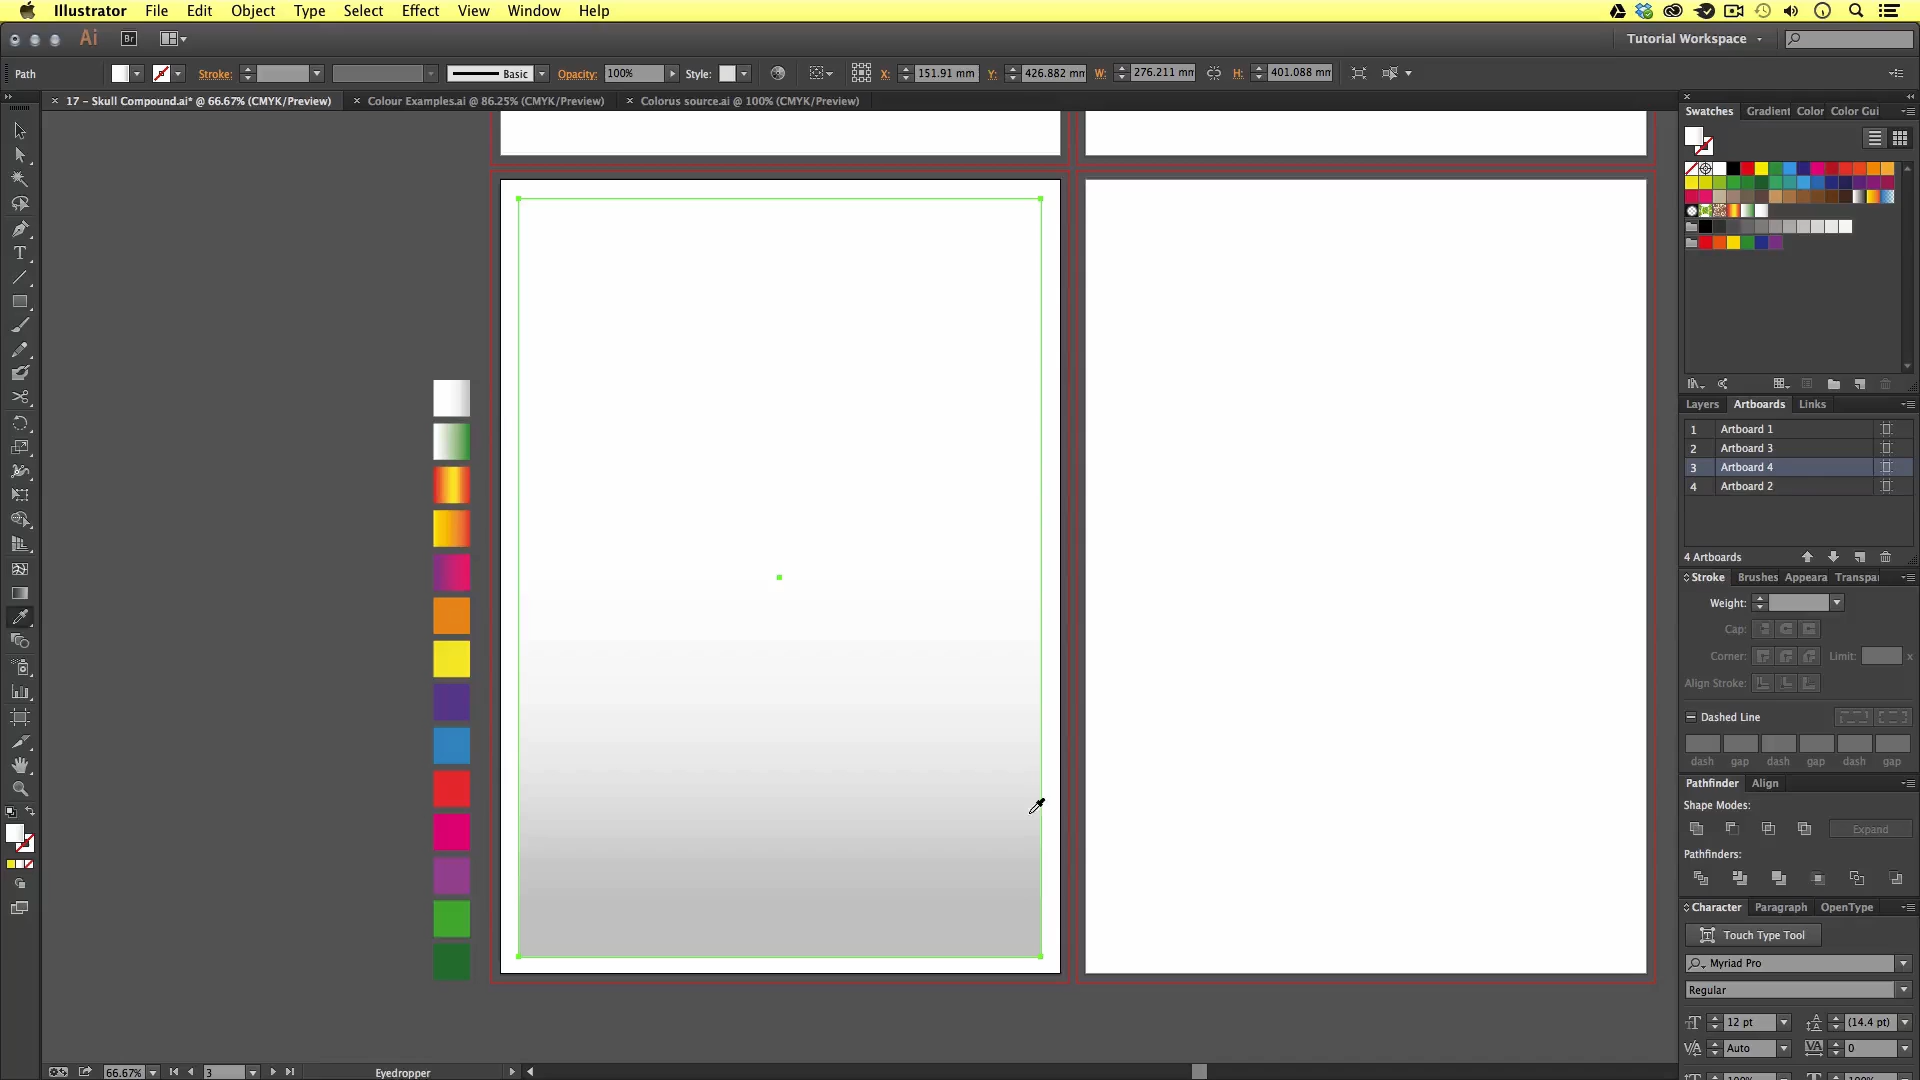 Illustrator File Edit Object Type Select Effect View Window Help
Ai Br Tutorial Workspace
Path Stroke: Basic Opacity: 100% Style: X: 151.91 mm Y: 426.882 mm W: 276.211 mm H: 401.088 mm
× 17 – Skull Compound.ai* @ 66.67% (CMYK/Preview) × Colour Examples.ai @ 86.25% (CMYK/Preview) × Colorus source.ai @ 100% (CMYK/Preview)
Swatches Gradient Color Color Gui
Layers Artboards Links
1 Artboard 1
2 Artboard 3
3 Artboard 4
4 Artboard 2
4 Artboards
Stroke Brushes Appeara Transpa
Weight:
Cap:
Corner: Limit: x
Align Stroke:
Dashed Line
dash gap dash gap dash gap
Pathfinder Align
Shape Modes:
Expand
Pathfinders:
Character Paragraph OpenType
Touch Type Tool
Myriad Pro
Regular
12 pt (14.4 pt)
Auto 0
66.67% 3 Eyedropper